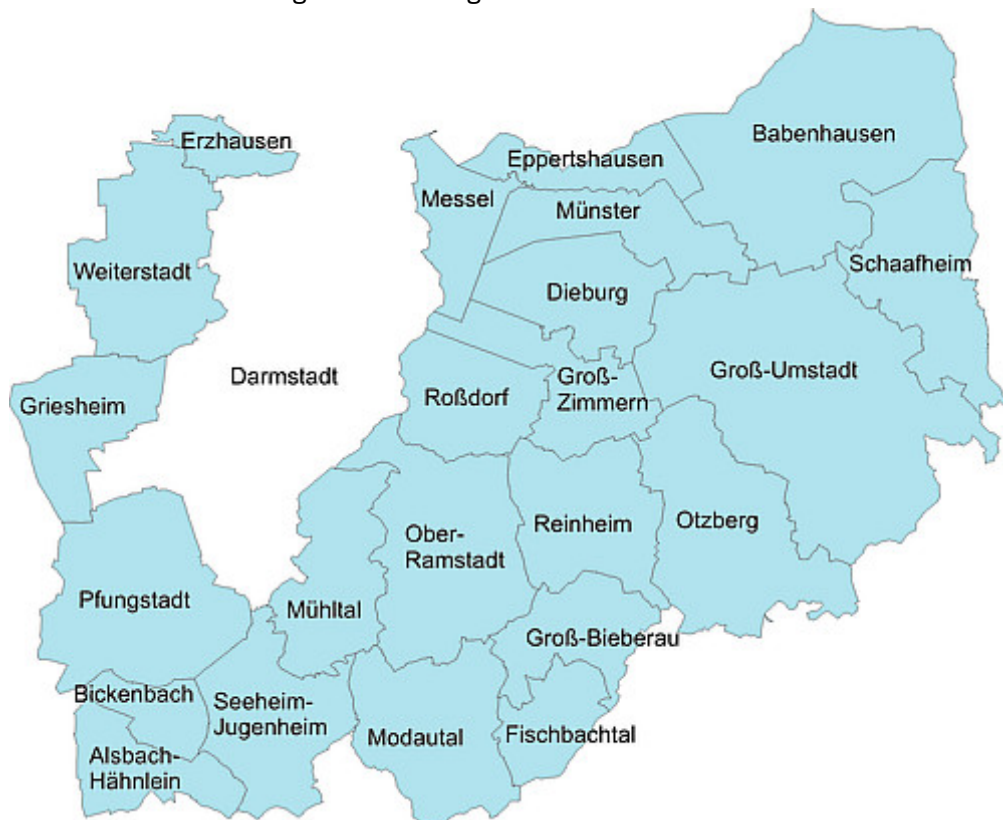 Erzhausen
Babenhausen
Eppertshausen
Messel
Münster
Schaafheim
Weiterstadt
Dieburg
Darmstadt
Groß-Umstadt
Groß-
Zimmern
Roßdorf
Griesheim
Reinheim
Otzberg
Ober-
Ramstadt
Pfungstadt
Mühltal
Groß-Bieberau
Bickenbach
Seeheim-
Jugenheim
Modautal
Fischbachtal
Alsbach-
Hähnlein